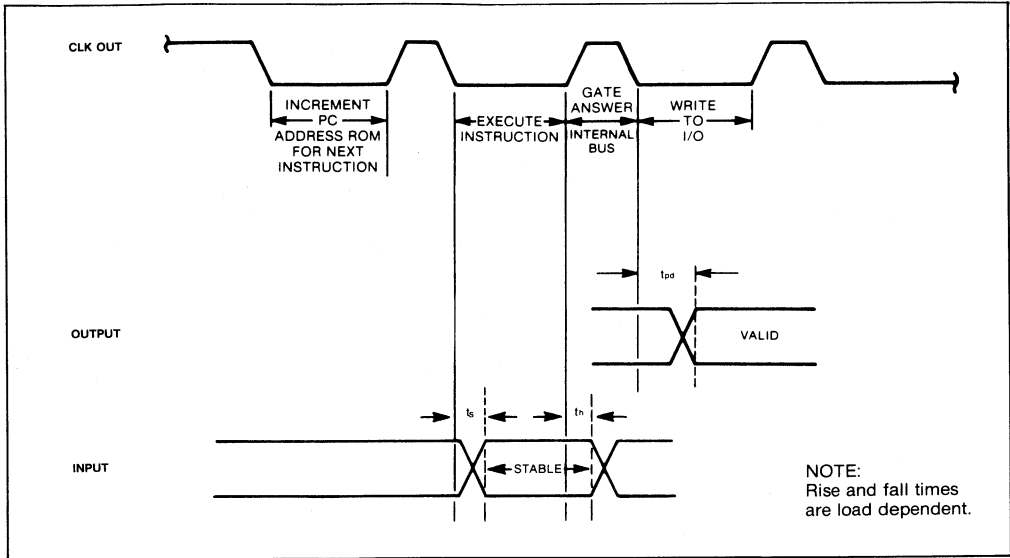 CLK OUT
INCREMENT
PC
ADDRESS ROM
FOR NEXT
INSTRUCTION
EXECUTE
INSTRUCTION
GATE
ANSWER
INTERNAL
BUS
WRITE
TO
I/O
tpd
OUTPUT
VALID
ts
th
INPUT
STABLE
NOTE:
Rise and fall times
are load dependent.